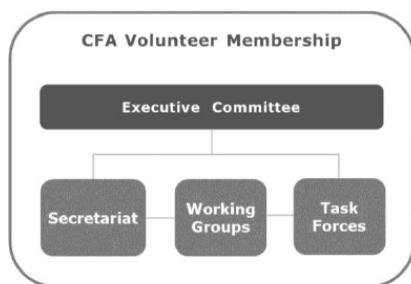 CFA Volunteer Membership
Executive Committee
Secretariat
Working
Groups
Task
Forces